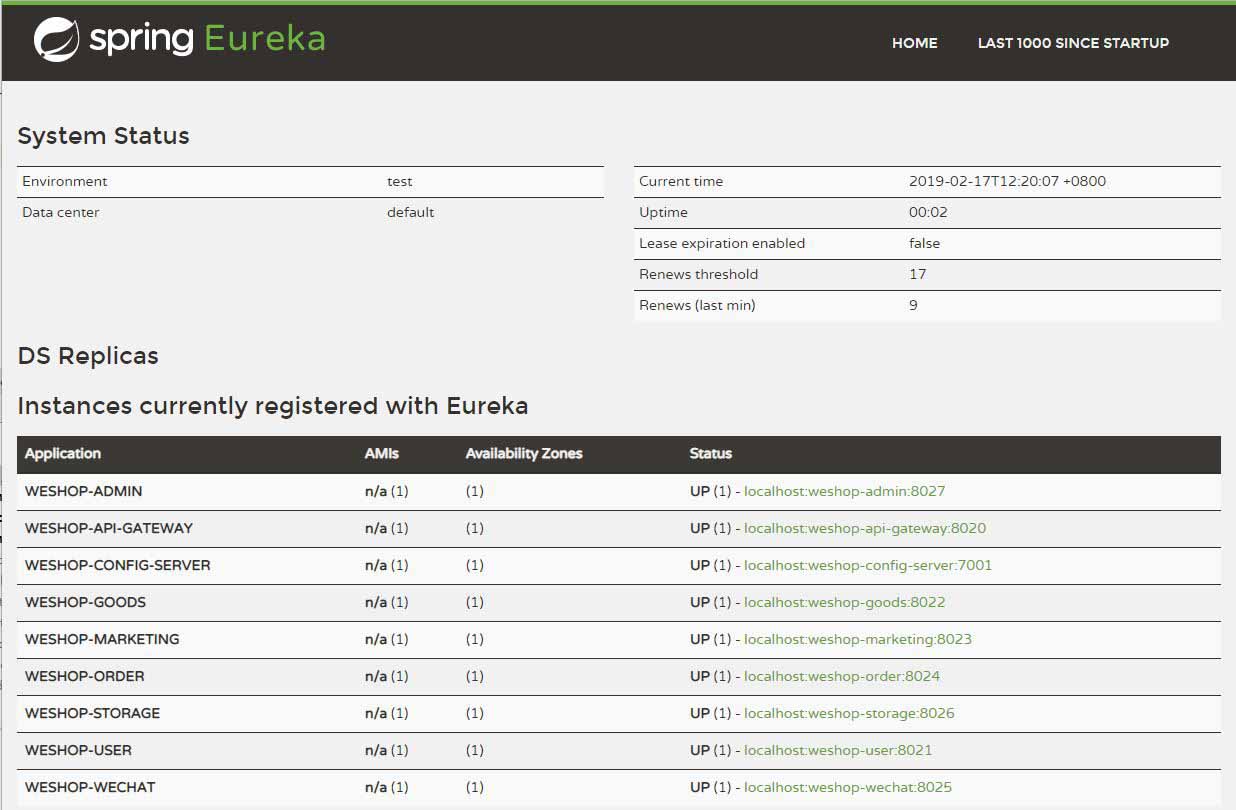 spring Eureka
HOME LAST 1000 SINCE STARTUP
System Status
Environment test
Data center default
Current time 2019-02-17T12:20:07 +0800
Uptime 00:02
Lease expiration enabled false
Renews threshold 17
Renews (last min) 9
DS Replicas
Instances currently registered with Eureka
Application AMIs Availability Zones Status
WESHOP-ADMIN n/a (1) (1) UP (1) - localhost:weshop-admin:8027
WESHOP-API-GATEWAY n/a (1) (1) UP (1) - localhost:weshop-api-gateway:8020
WESHOP-CONFIG-SERVER n/a (1) (1) UP (1) - localhost:weshop-config-server:7001
WESHOP-GOODS n/a (1) (1) UP (1) - localhost:weshop-goods:8022
WESHOP-MARKETING n/a (1) (1) UP (1) - localhost:weshop-marketing:8023
WESHOP-ORDER n/a (1) (1) UP (1) - localhost:weshop-order:8024
WESHOP-STORAGE n/a (1) (1) UP (1) - localhost:weshop-storage:8026
WESHOP-USER n/a (1) (1) UP (1) - localhost:weshop-user:8021
WESHOP-WECHAT n/a (1) (1) UP (1) - localhost:weshop-wechat:8025